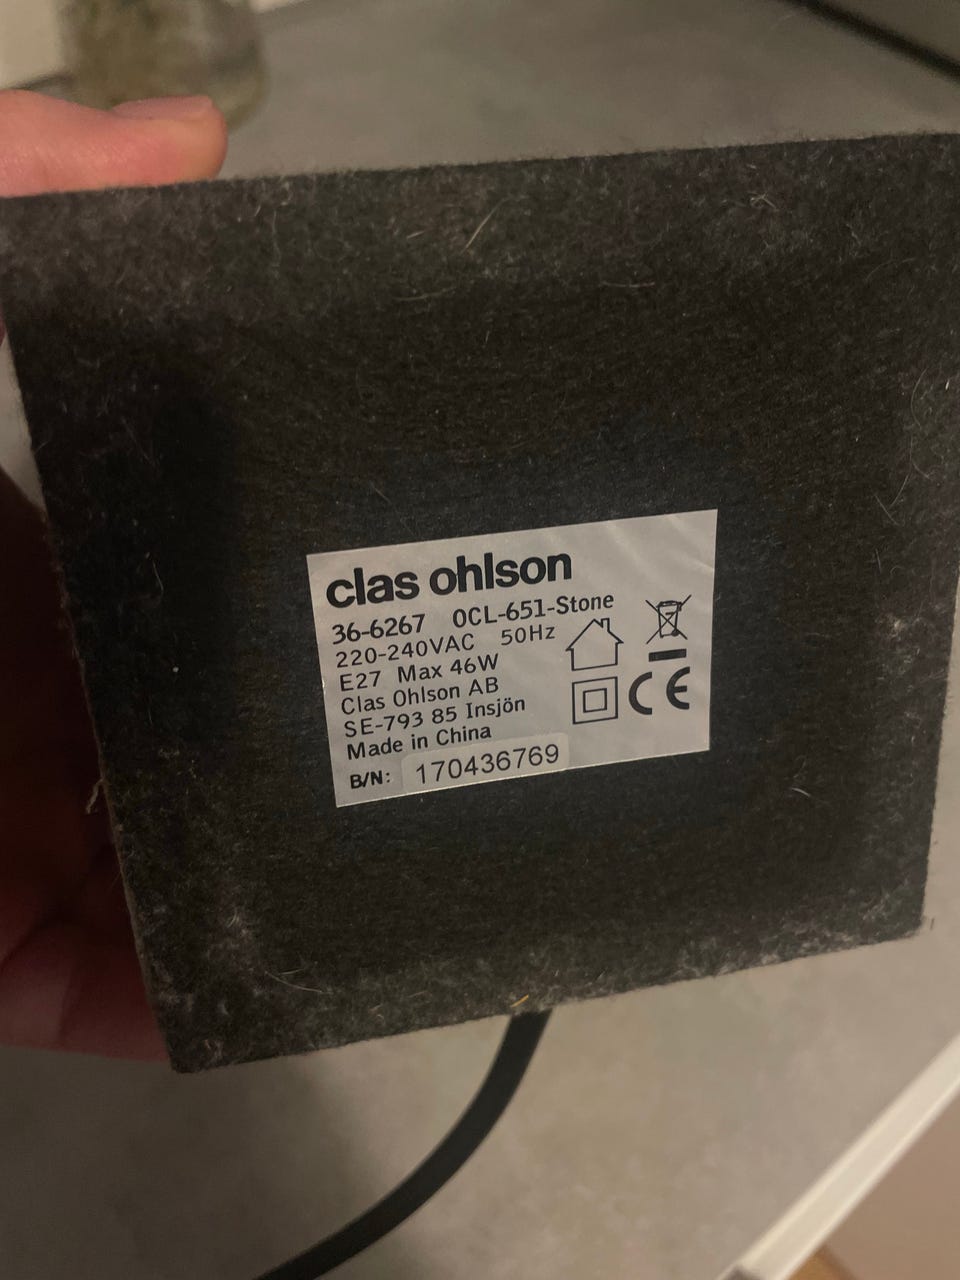 clas ohlson
36-6267 OCL-651-Stone
220-240VAC 50Hz
E27 Max 46W
Clas Ohlson AB
SE-793 85 Insjön
Made in China
B/N: 170436769
CE